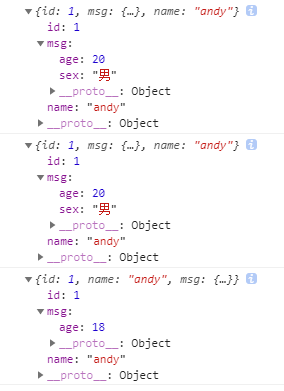 ▼{id: 1, msg: {…}, name: "andy"} i
id: 1
▼msg:
age: 20
sex: "男"
▶__proto__: Object
name: "andy"
▶__proto__: Object
▼{id: 1, msg: {…}, name: "andy"} i
id: 1
▼msg:
age: 20
sex: "男"
▶__proto__: Object
name: "andy"
▶__proto__: Object
▼{id: 1, name: "andy", msg: {…}} i
id: 1
▼msg:
age: 18
▶__proto__: Object
name: "andy"
▶__proto__: Object